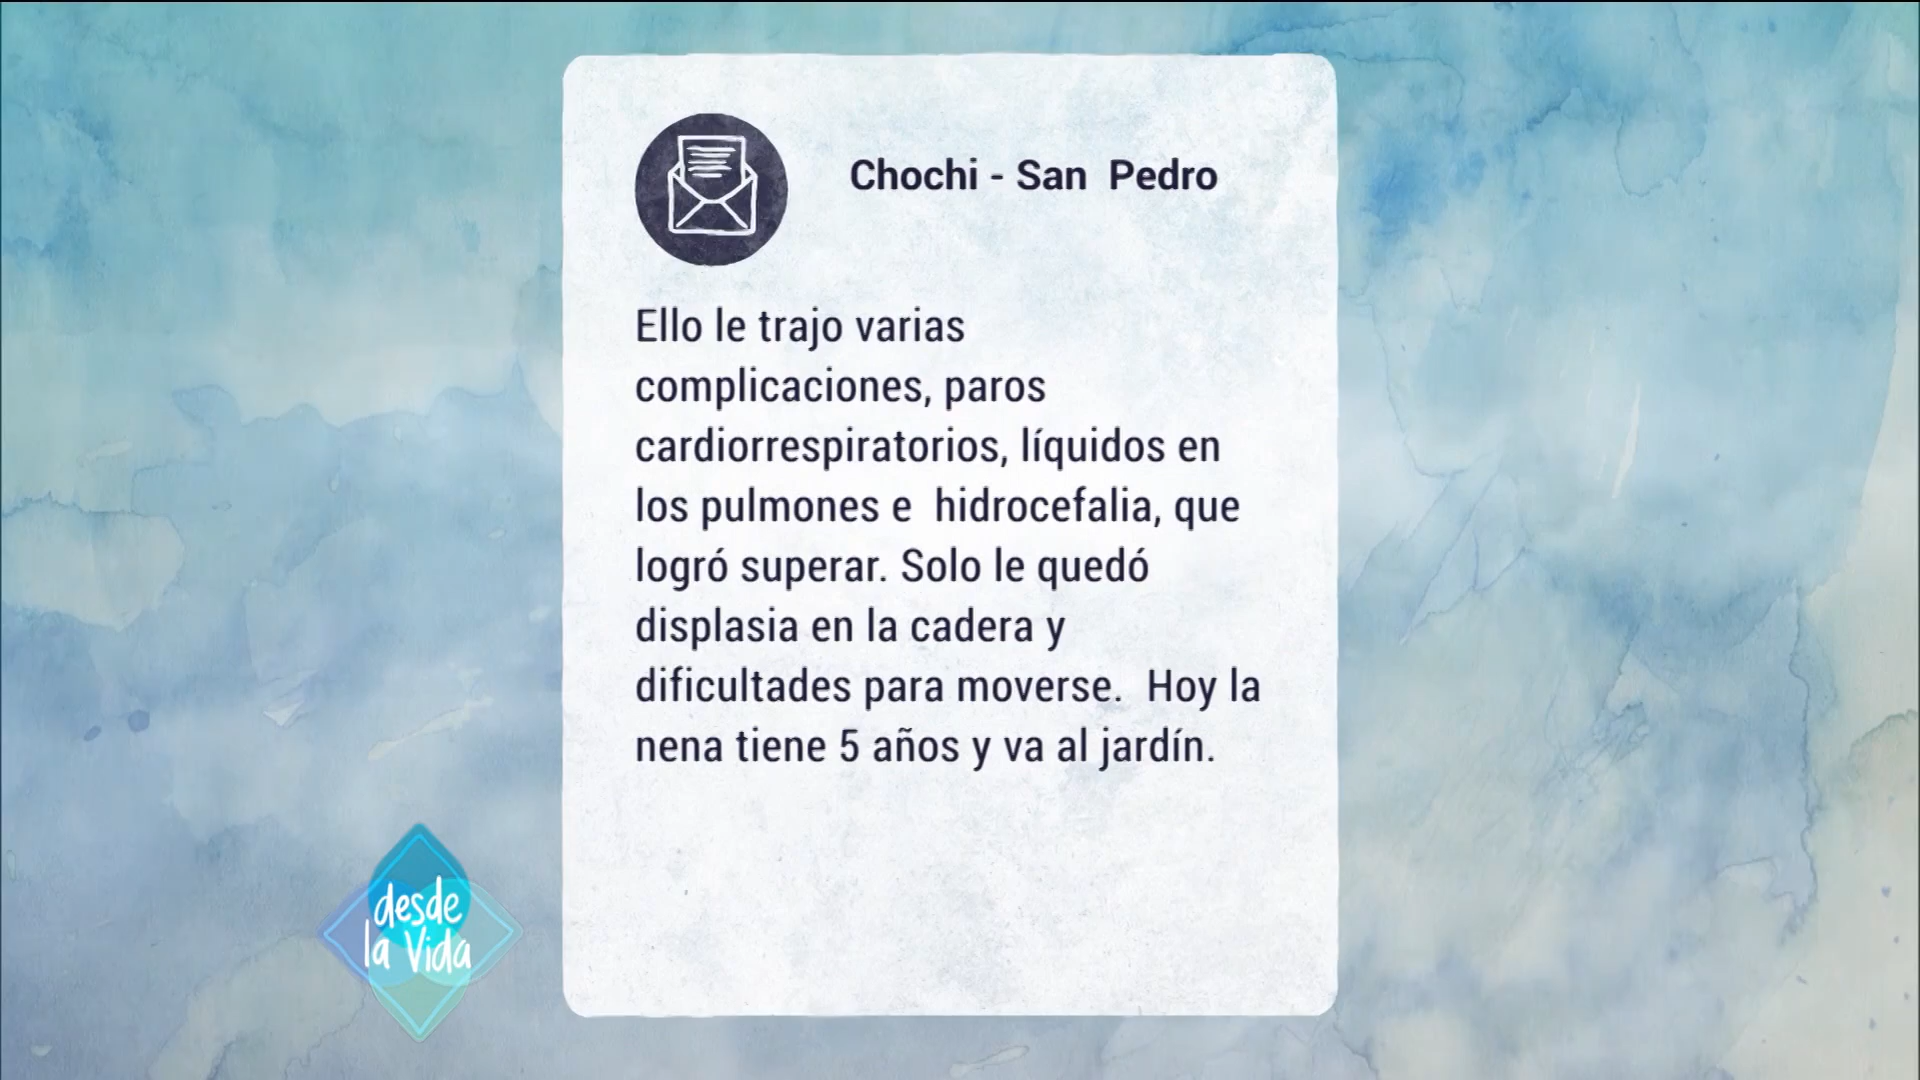 Chochi - San  Pedro
Ello le trajo varias
complicaciones, paros
cardiorrespiratorios, líquidos en
los pulmones e  hidrocefalia, que
logró superar. Solo le quedó
displasia en la cadera y
dificultades para moverse.  Hoy la
nena tiene 5 años y va al jardín.
desde
la Vida